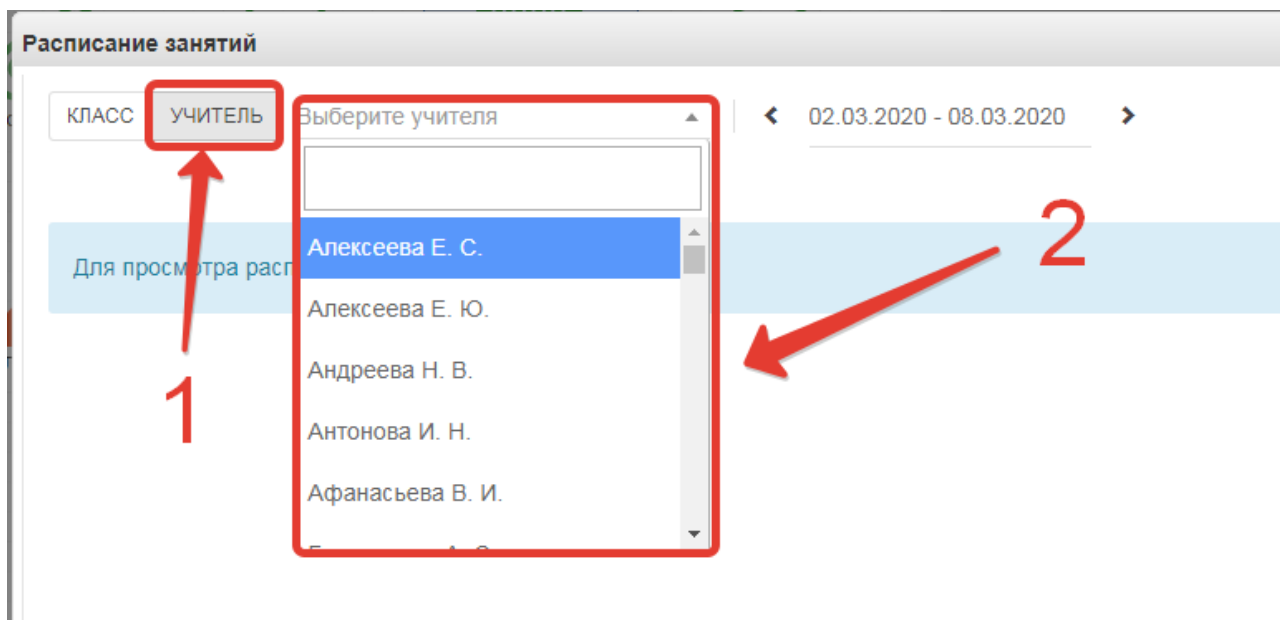 Расписание занятий
КЛАСС УЧИТЕЛЬ Выберите учителя 02.03.2020 - 08.03.2020
Алексеева Е. С.
Для просмотра
Алексеева Е. Ю.
Андреева Н. В.
Антонова И. Н.
Афанасьева В. И.
1
2